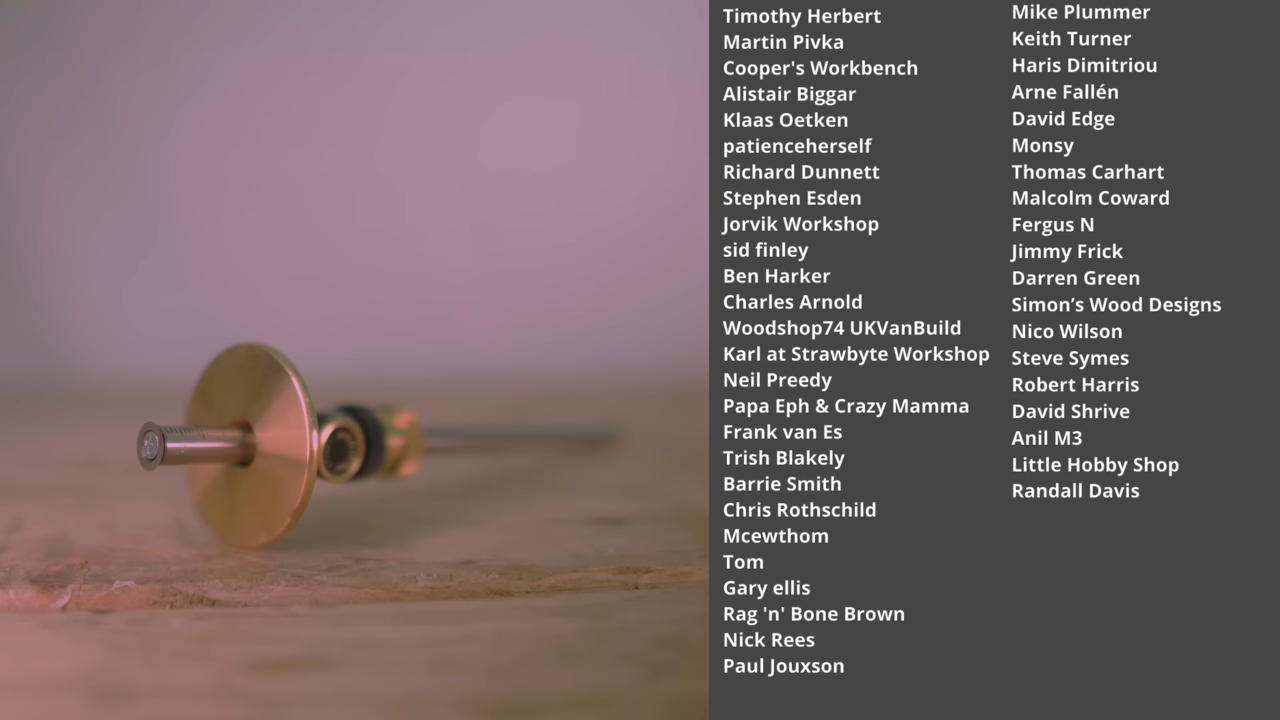 Timothy Herbert
Martin Pivka
Cooper's Workbench
Alistair Biggar
Klaas Oetken
patienceherself
Richard Dunnett
Stephen Esden
Jorvik Workshop
sid finley
Ben Harker
Charles Arnold
Woodshop74 UKVanBuild
Karl at Strawbyte Workshop
Neil Preedy
Papa Eph & Crazy Mamma
Frank van Es
Trish Blakely
Barrie Smith
Chris Rothschild
Mcewthom
Tom
Gary ellis
Rag 'n' Bone Brown
Nick Rees
Paul Jouxson
Mike Plummer
Keith Turner
Haris Dimitriou
Arne Fallén
David Edge
Monsy
Thomas Carhart
Malcolm Coward
Fergus N
Jimmy Frick
Darren Green
Simon’s Wood Designs
Nico Wilson
Steve Symes
Robert Harris
David Shrive
Anil M3
Little Hobby Shop
Randall Davis